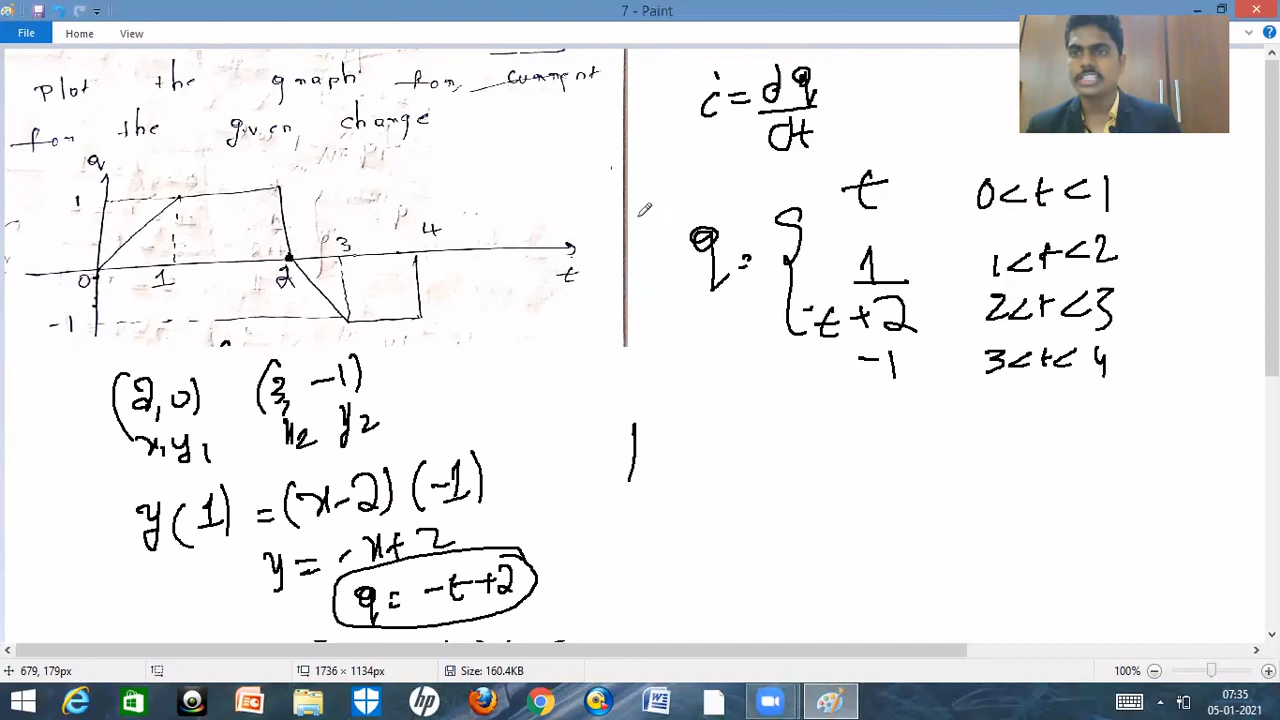 7 - Paint
File Home View
Plot the graph for current
for the given charge
q
1
0 1 2 3 4 t
-1
(2, 0) (3, -1)
x, y1 x2 y2
y(1) = (x-2) (-1)
y = -x+2
q = -t+2
i = dq/dt
t 0<t<1
q = { 1 1<t<2
-t+2 2<t<3
-1 3<t<4
679, 179px 1736 × 1134px Size: 160.4KB 100%
07:35
05-01-2021